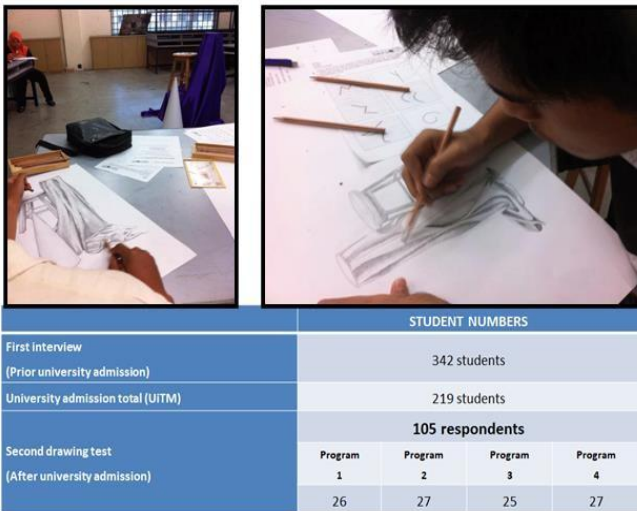 STUDENT NUMBERS
First interview
(Prior university admission)
342 students
University admission total (UiTM)
219 students
Second drawing test
(After university admission)
105 respondents
Program Program Program Program
1 2 3 4
26 27 25 27